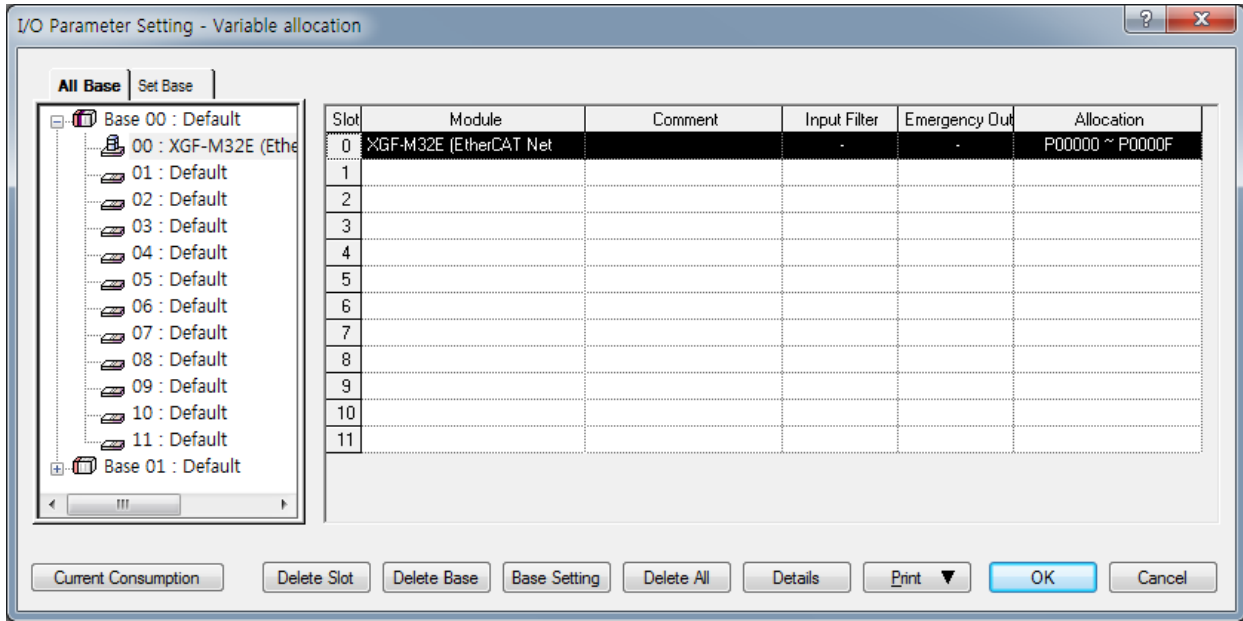 I/O Parameter Setting - Variable allocation
All Base Set Base
Base 00 : Default
00 : XGF-M32E (Ethe
01 : Default
02 : Default
03 : Default
04 : Default
05 : Default
06 : Default
07 : Default
08 : Default
09 : Default
10 : Default
11 : Default
Base 01 : Default
Slot Module Comment Input Filter Emergency Out Allocation
0 XGF-M32E (EtherCAT Net - - P00000 ~ P0000F
1
2
3
4
5
6
7
8
9
10
11
Current Consumption Delete Slot Delete Base Base Setting Delete All Details Print ▼ OK Cancel